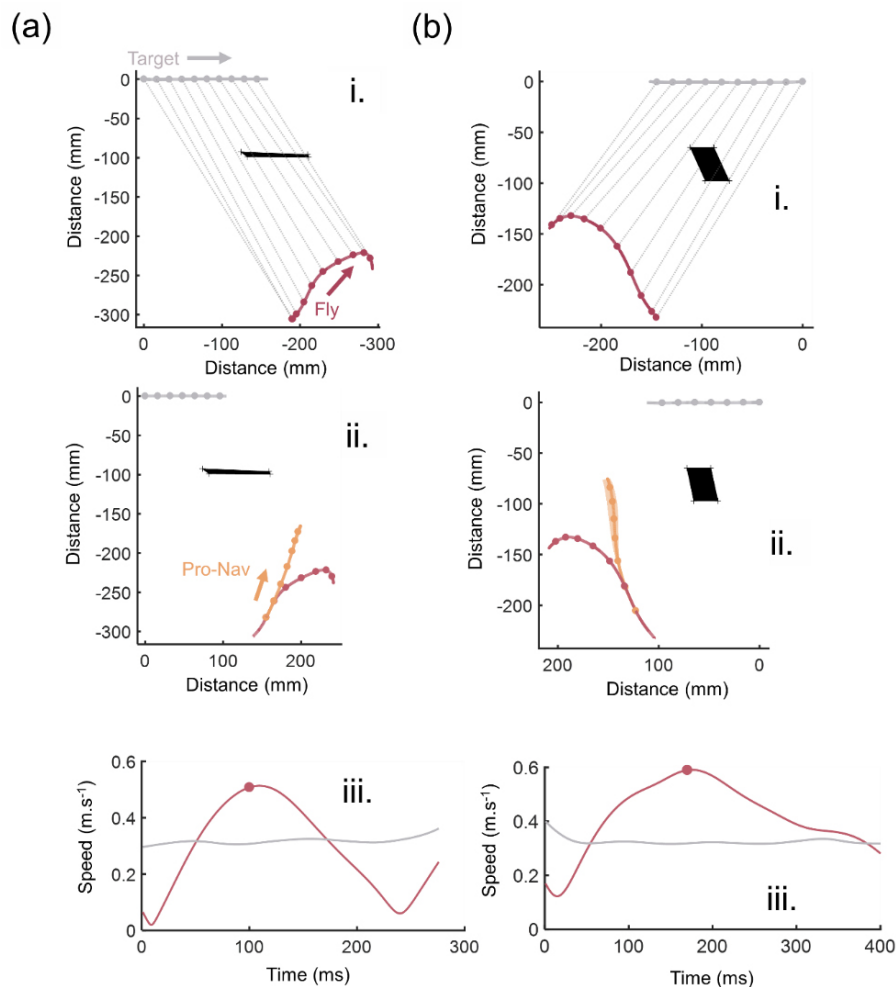 (a)
(b)
Target
i.
0
-50
-100
-150
-200
-250
-300
Distance (mm)
Fly
0
-100
-200
-300
Distance (mm)
i.
0
-50
-100
-150
-200
Distance (mm)
-200
-100
0
Distance (mm)
ii.
0
-50
-100
-150
-200
-250
-300
Distance (mm)
Pro-Nav
0
100
200
Distance (mm)
ii.
0
-50
-100
-150
-200
Distance (mm)
200
100
0
Distance (mm)
iii.
0.6
0.4
0.2
0
Speed (m.s⁻¹)
0
100
200
300
Time (ms)
iii.
0.6
0.4
0.2
0
Speed (m.s⁻¹)
0
100
200
300
400
Time (ms)